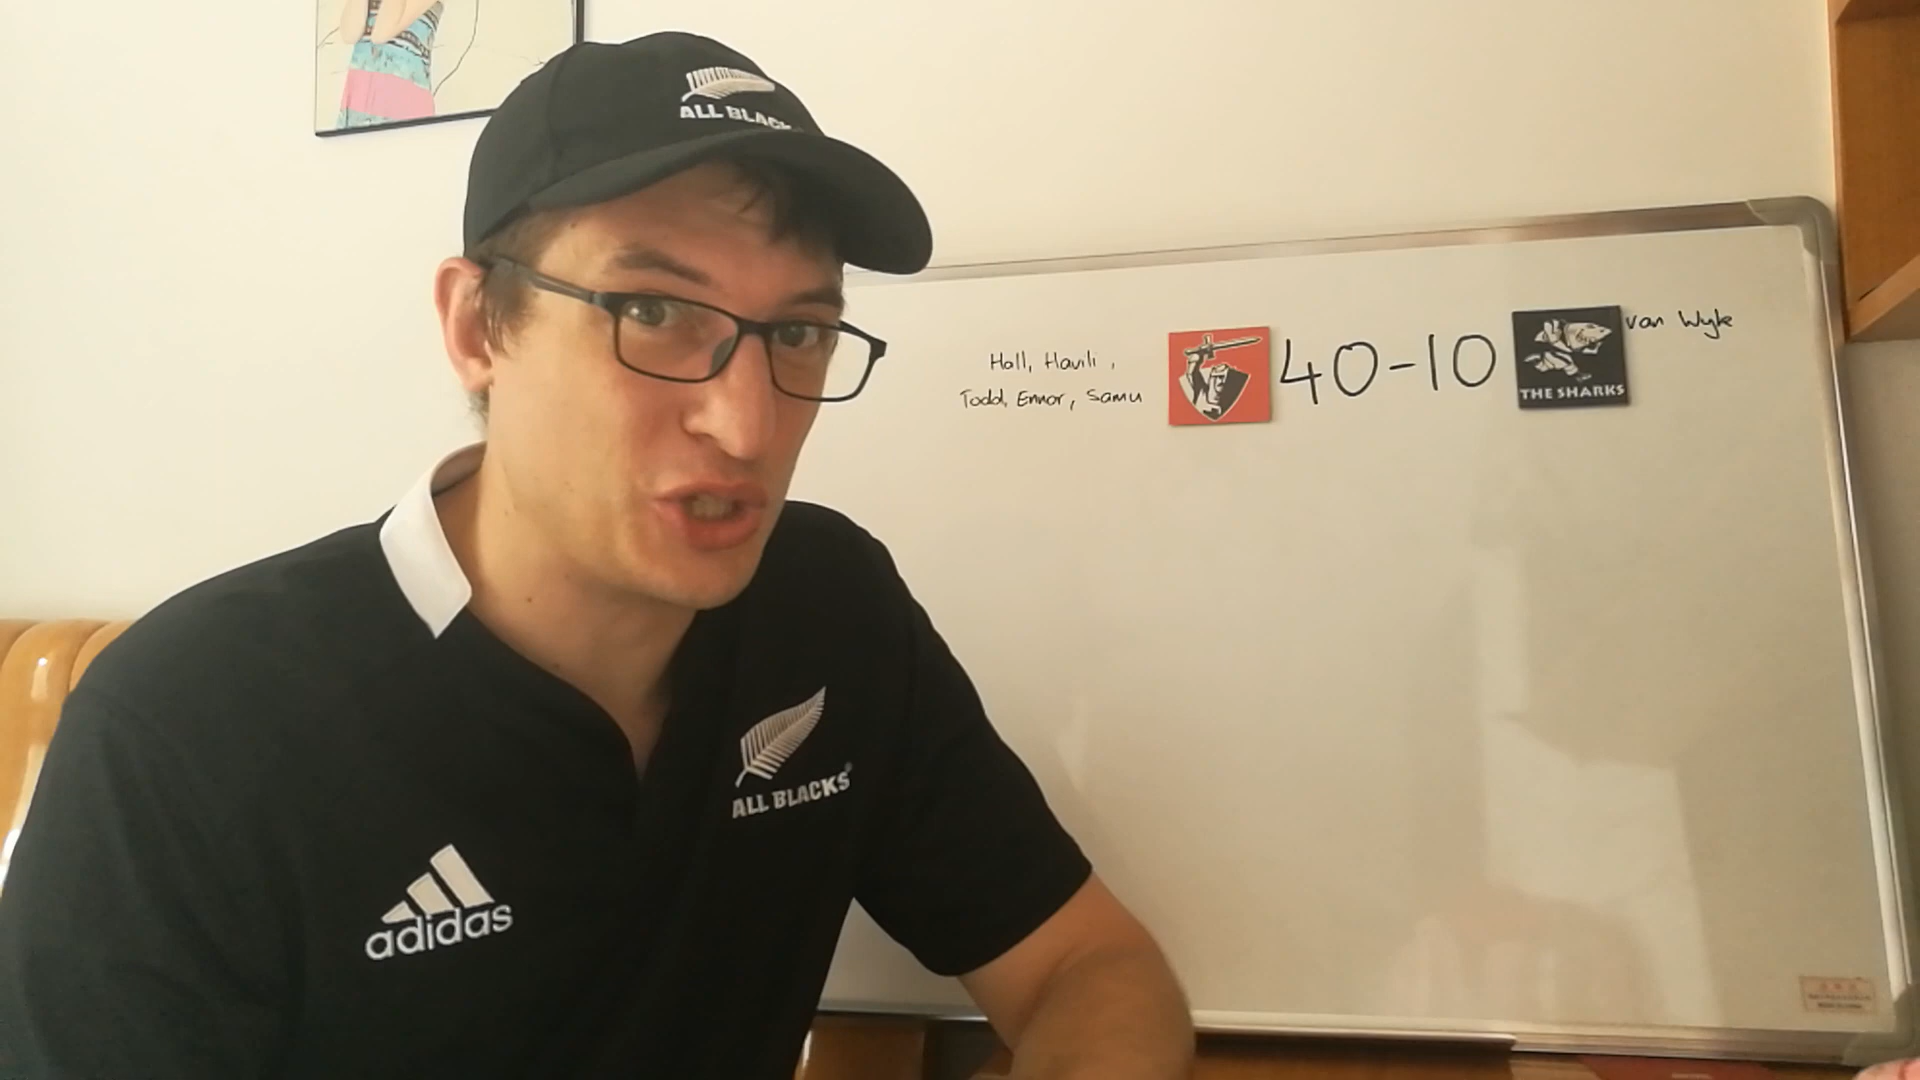 ALL BLACKS
Hall, Havili,
Todd, Ennor, Samu
40-10
THE SHARKS
van Wyk
ALL BLACKS
adidas